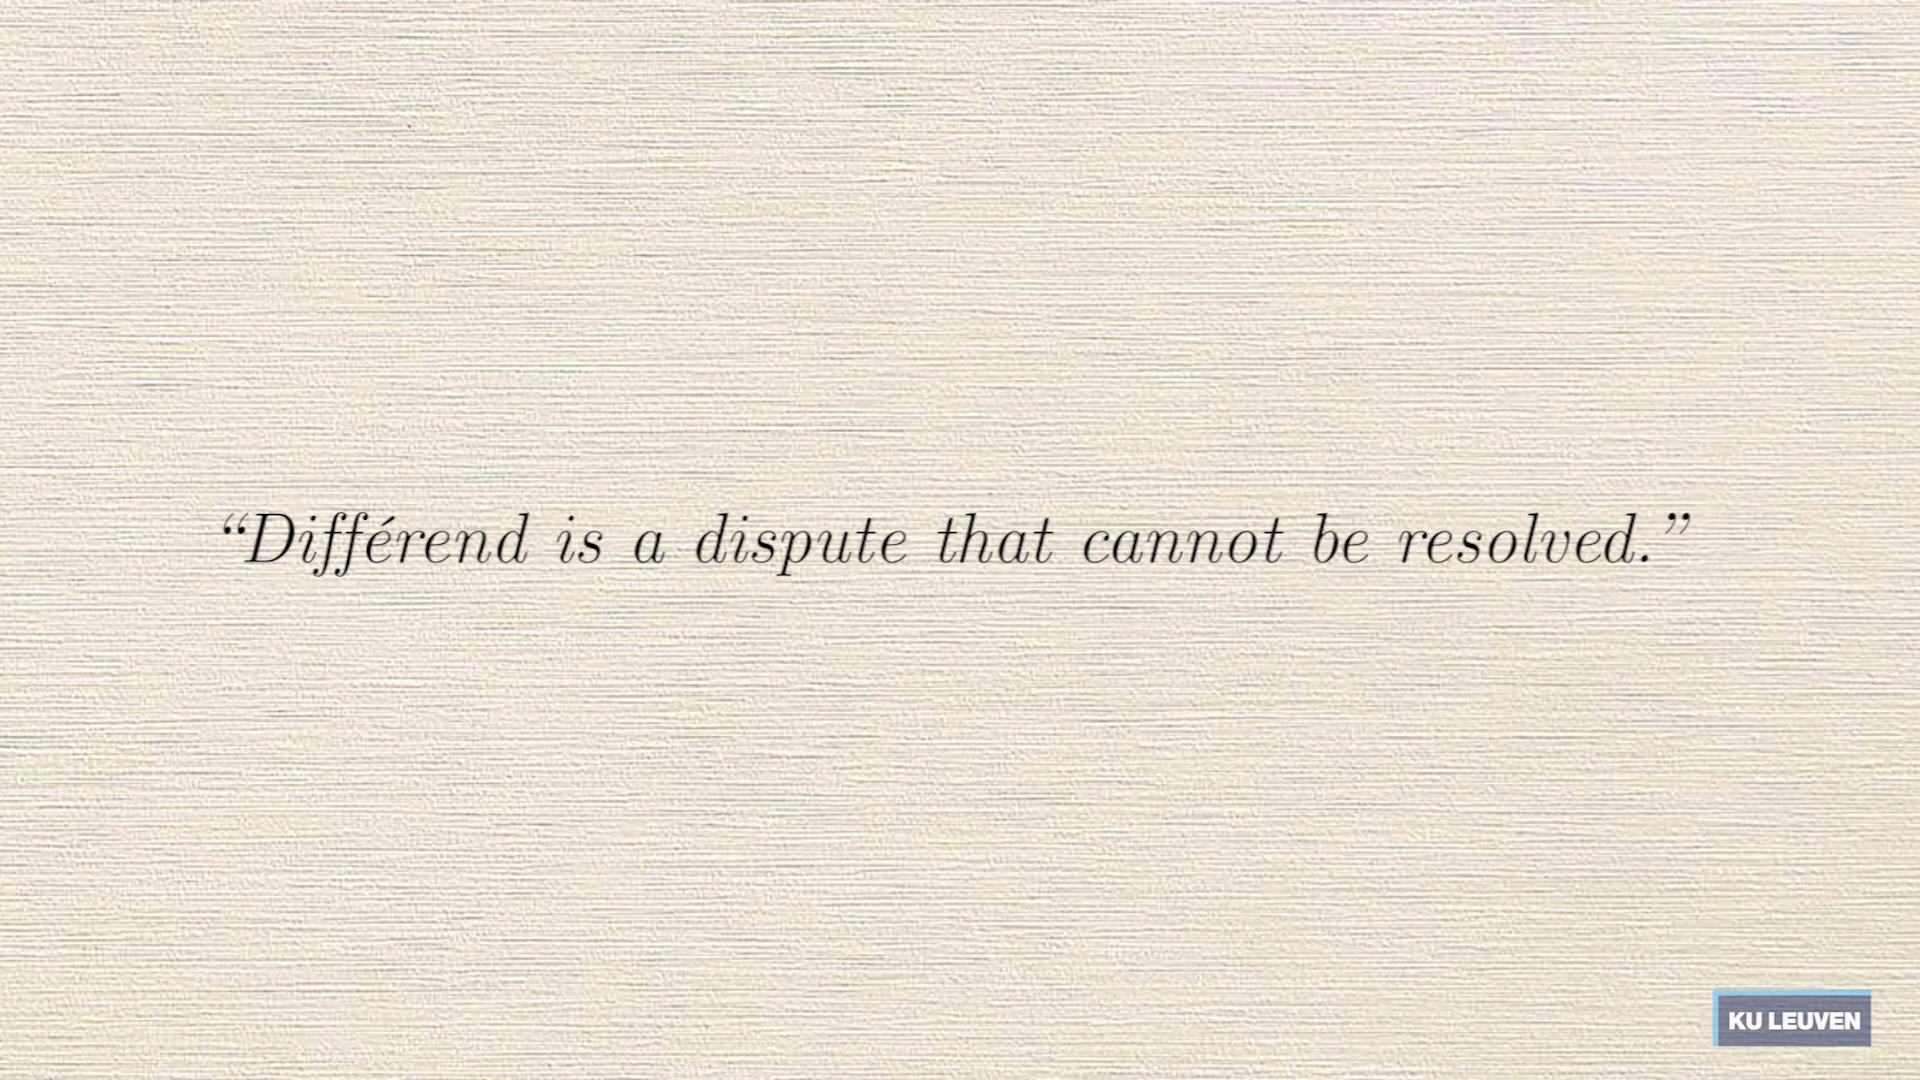 “Différend is a dispute that cannot be resolved.”
KU LEUVEN